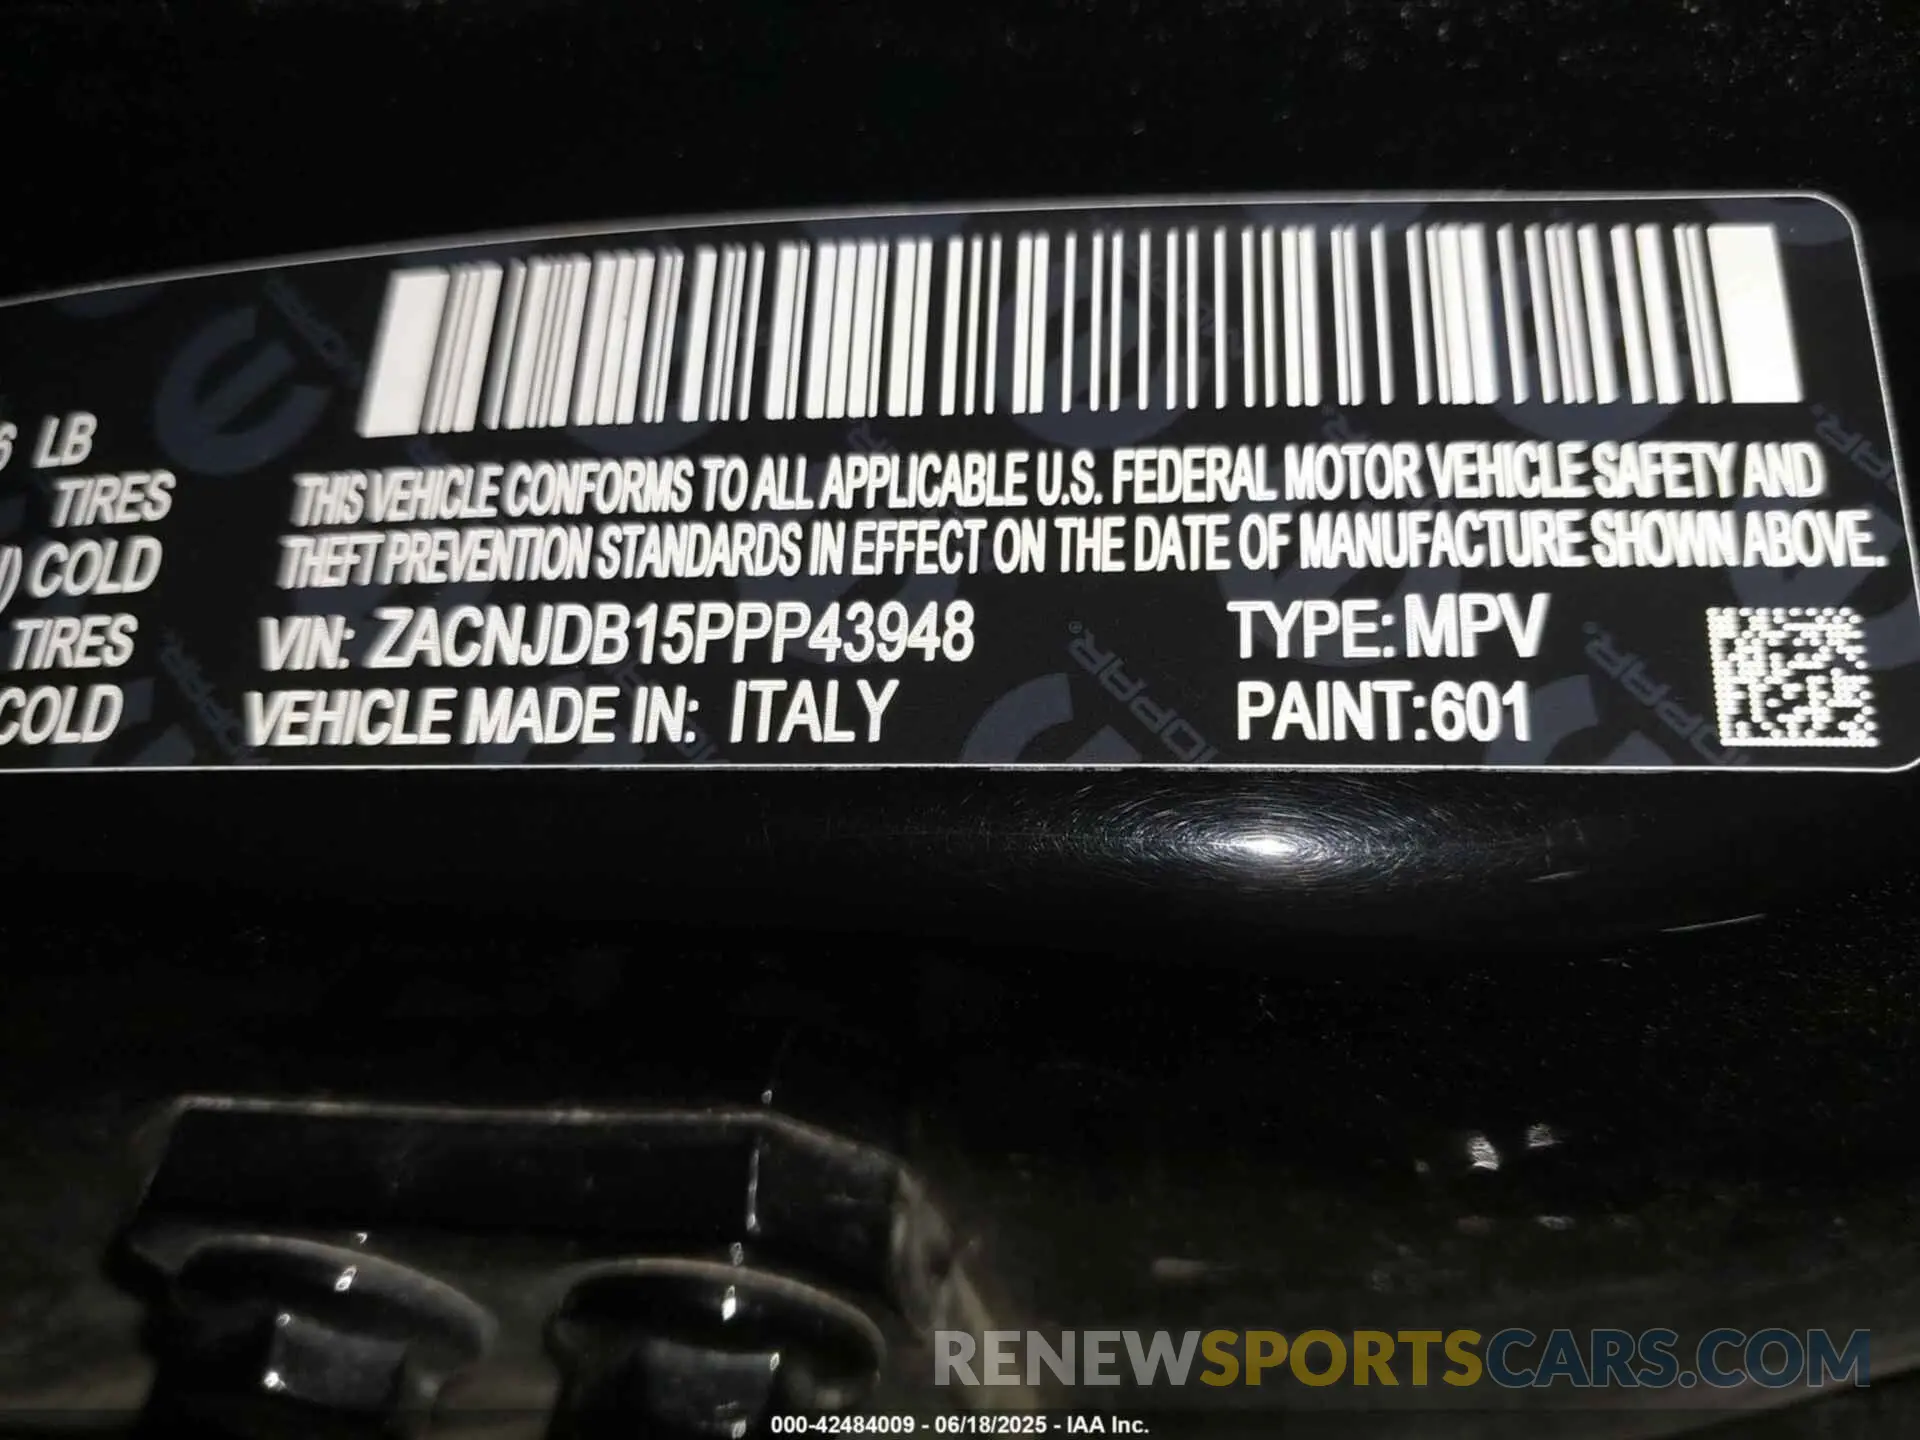 6 LB
TIRES
) COLD
TIRES
COLD
THIS VEHICLE CONFORMS TO ALL APPLICABLE U.S. FEDERAL MOTOR VEHICLE SAFETY AND
THEFT PREVENTION STANDARDS IN EFFECT ON THE DATE OF MANUFACTURE SHOWN ABOVE.
VIN: ZACNJDB15PPP43948 TYPE: MPV
VEHICLE MADE IN: ITALY PAINT: 601
MOPAR
RENEWSPORTSCARS.COM
000-42484009 - 06/18/2025 - IAA Inc.